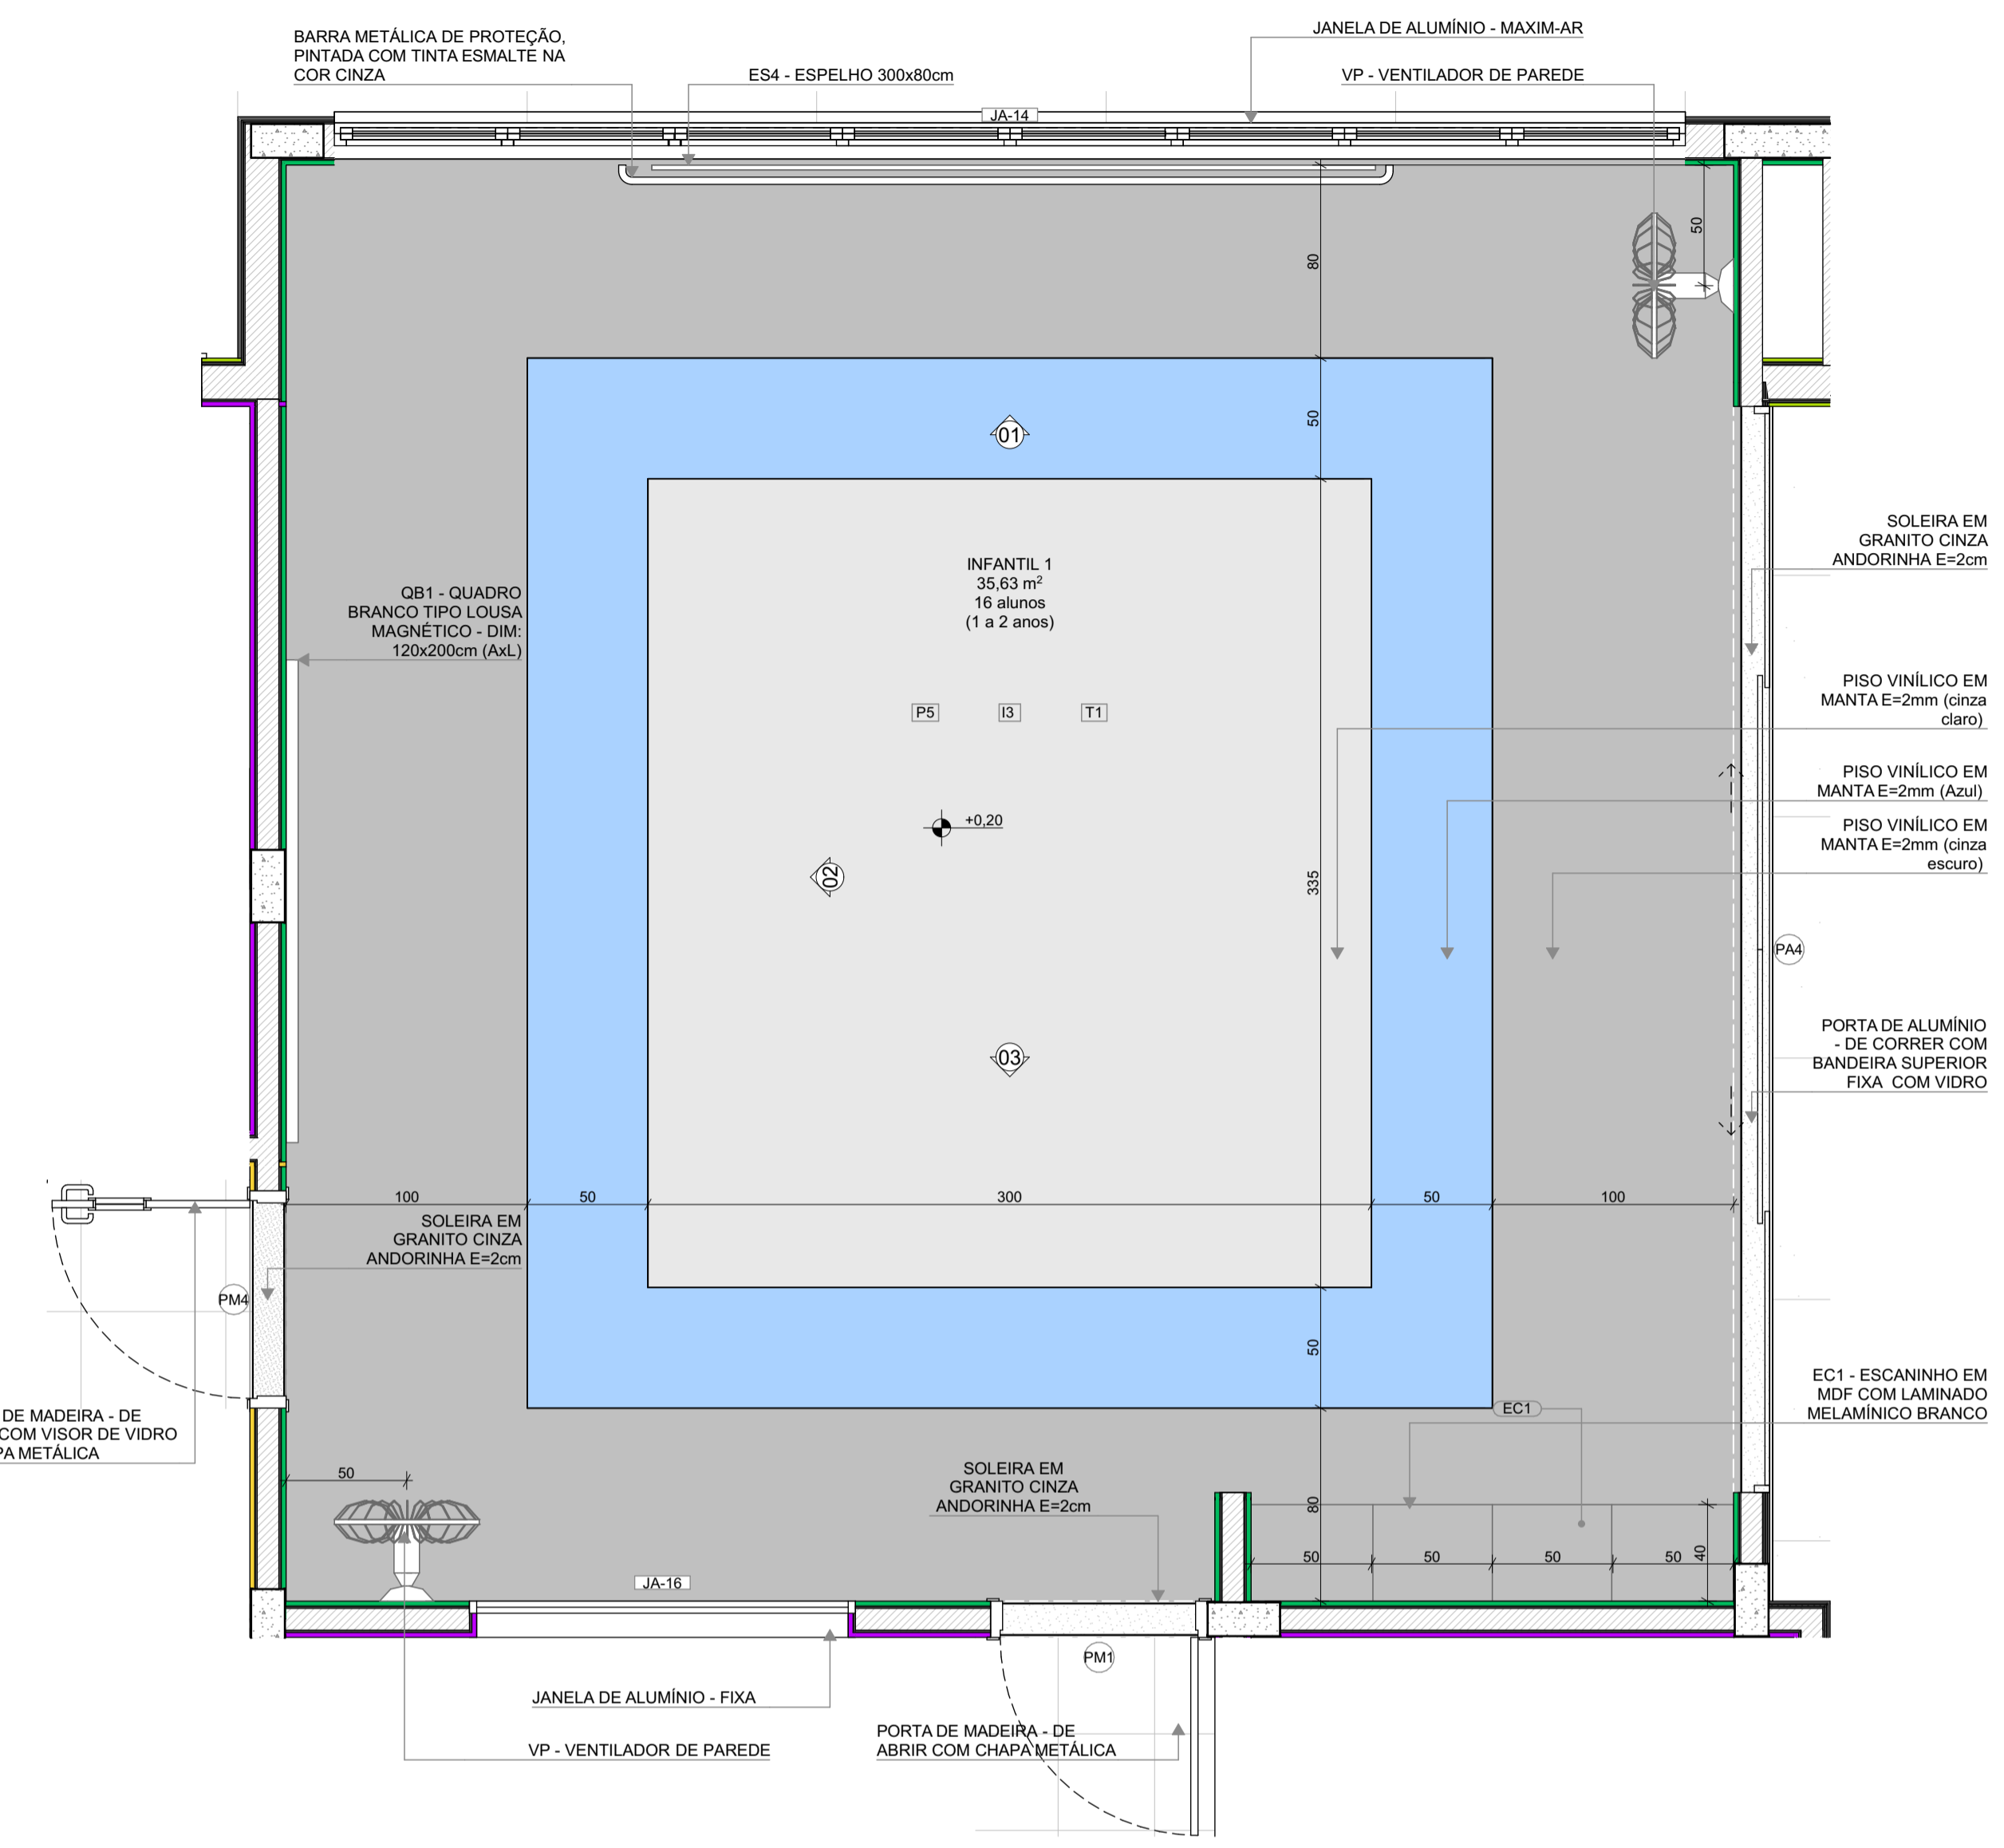 BARRA METÁLICA DE PROTEÇÃO,
PINTADA COM TINTA ESMALTE NA
COR CINZA
ES4 - ESPELHO 300x80cm
JANELA DE ALUMÍNIO - MAXIM-AR
VP - VENTILADOR DE PAREDE
JA-14
50
80
50
01
INFANTIL 1
35,63 m²
16 alunos
(1 a 2 anos)
QB1 - QUADRO
BRANCO TIPO LOUSA
MAGNÉTICO - DIM:
120x200cm (AxL)
SOLEIRA EM
GRANITO CINZA
ANDORINHA E=2cm
P5
I3
T1
PISO VINÍLICO EM
MANTA E=2mm (cinza
claro)
PISO VINÍLICO EM
MANTA E=2mm (Azul)
PISO VINÍLICO EM
MANTA E=2mm (cinza
escuro)
+0,20
02
335
PA4
03
PORTA DE ALUMÍNIO
- DE CORRER COM
BANDEIRA SUPERIOR
FIXA COM VIDRO
100
50
300
50
100
SOLEIRA EM
GRANITO CINZA
ANDORINHA E=2cm
PM4
50
EC1 - ESCANINHO EM
MDF COM LAMINADO
MELAMÍNICO BRANCO
EC1
DE MADEIRA - DE
COM VISOR DE VIDRO
PA METÁLICA
50
SOLEIRA EM
GRANITO CINZA
ANDORINHA E=2cm
80
50
50
50
50
40
JA-16
PM1
JANELA DE ALUMÍNIO - FIXA
VP - VENTILADOR DE PAREDE
PORTA DE MADEIRA - DE
ABRIR COM CHAPA METÁLICA